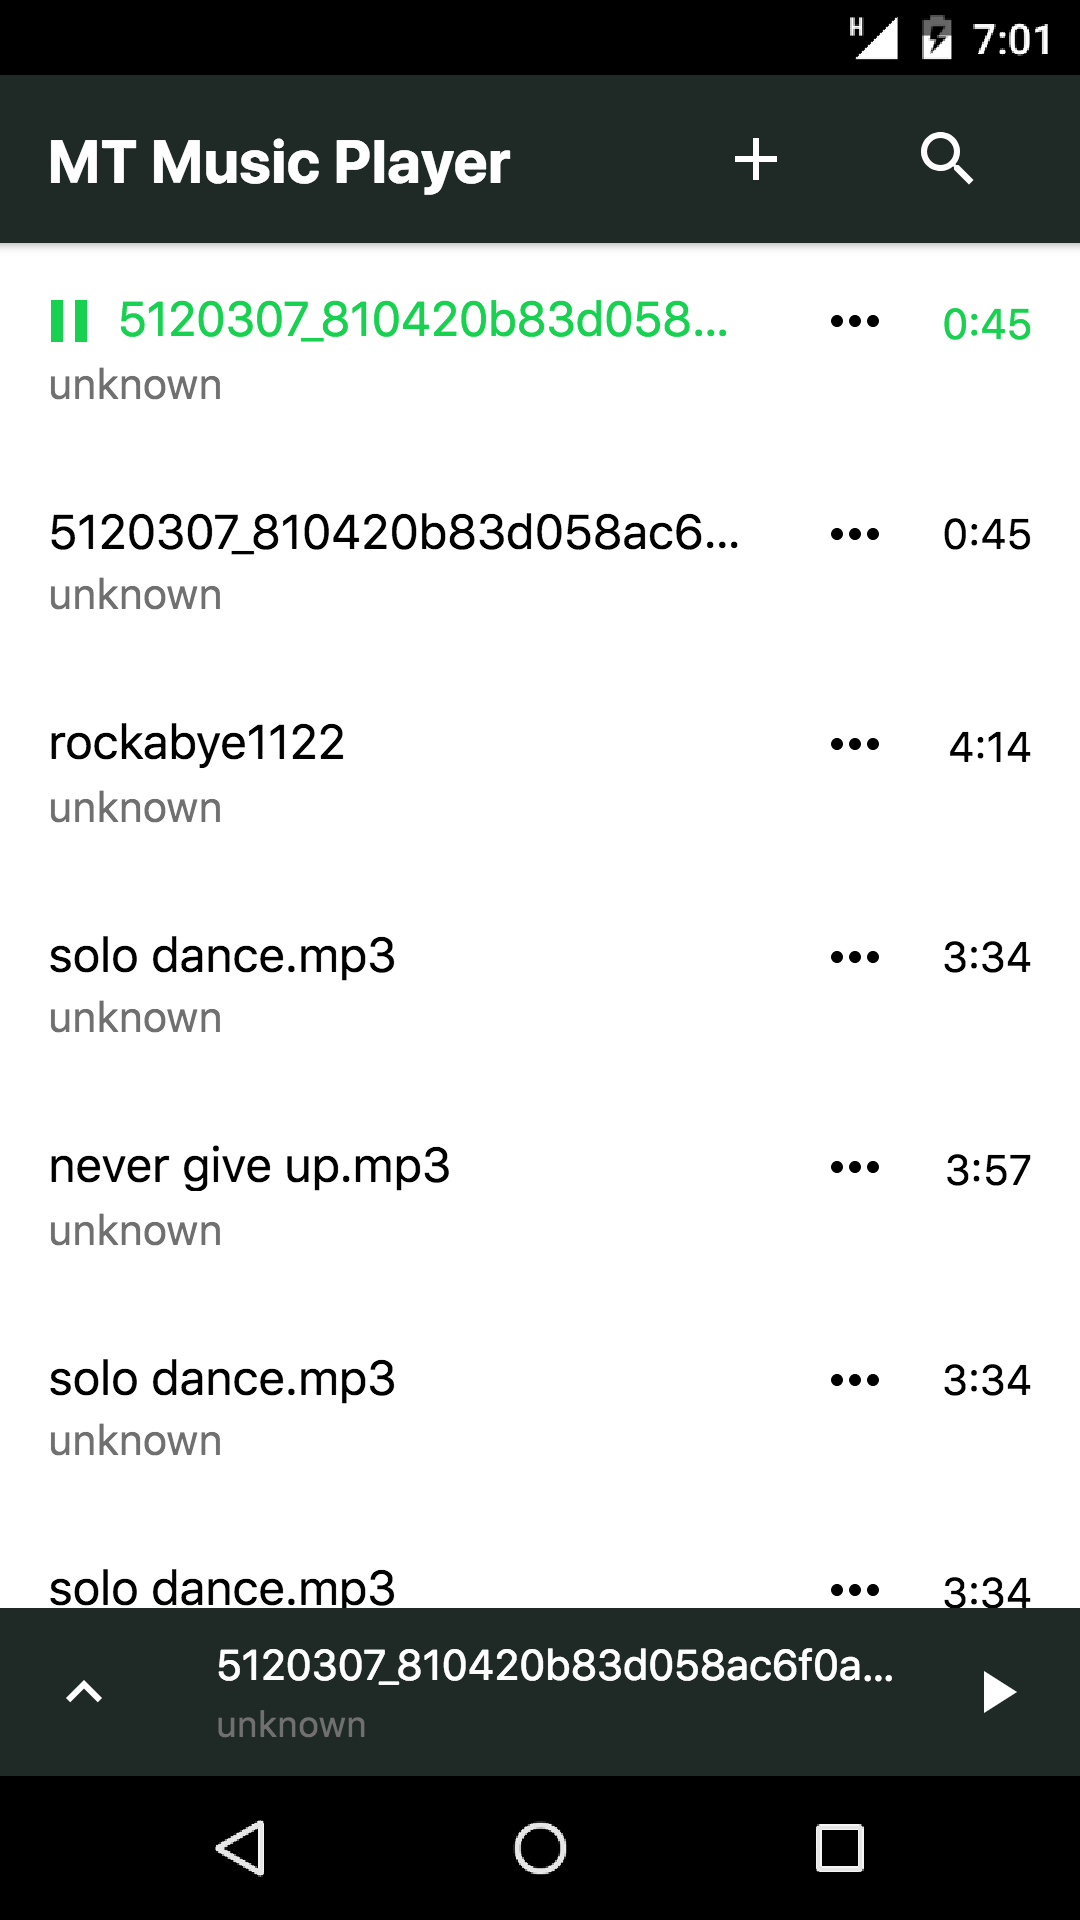 H 7:01
MT Music Player
5120307_810420b83d058... 0:45
unknown
5120307_810420b83d058ac6... 0:45
unknown
rockabye1122 4:14
unknown
solo dance.mp3 3:34
unknown
never give up.mp3 3:57
unknown
solo dance.mp3 3:34
unknown
solo dance.mp3 3:34
5120307_810420b83d058ac6f0a...
unknown